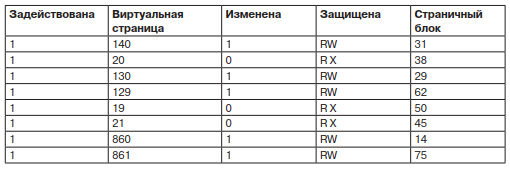 Задействована Виртуальная страница Изменена Защищена Страничный блок
1 140 1 RW 31
1 20 0 R X 38
1 130 1 RW 29
1 129 1 RW 62
1 19 0 R X 50
1 21 0 R X 45
1 860 1 RW 14
1 861 1 RW 75